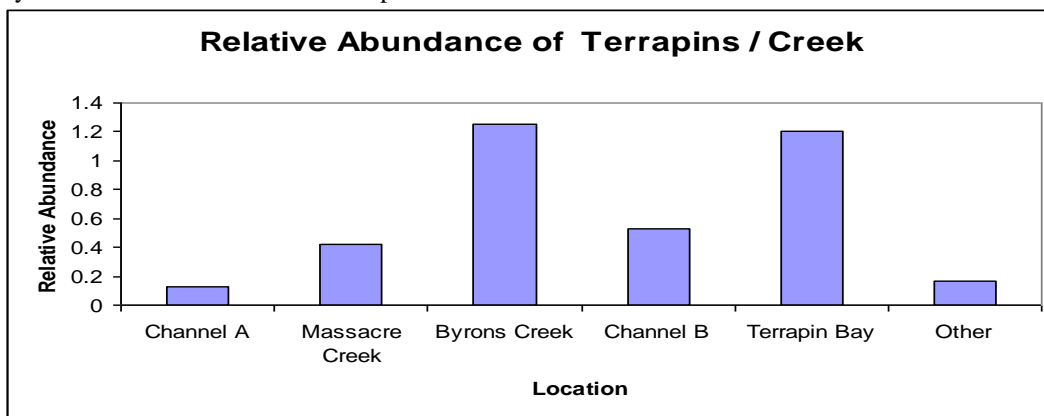 Relative Abundance of Terrapins / Creek
Relative Abundance
1.4
1.2
1
0.8
0.6
0.4
0.2
0
Channel A
Massacre Creek
Byrons Creek
Channel B
Terrapin Bay
Other
Location